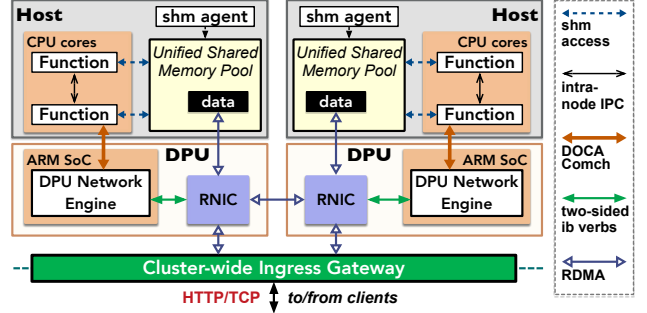 Host
shm agent
CPU cores
Function
Function
Unified Shared
Memory Pool
data
shm agent
Host
Unified Shared
Memory Pool
data
CPU cores
Function
Function
ARM SoC
DPU
DPU Network
Engine
RNIC
DPU
ARM SoC
RNIC
DPU Network
Engine
Cluster-wide Ingress Gateway
HTTP/TCP to/from clients
shm
access
intra-
node IPC
DOCA
Comch
two-sided
ib verbs
RDMA